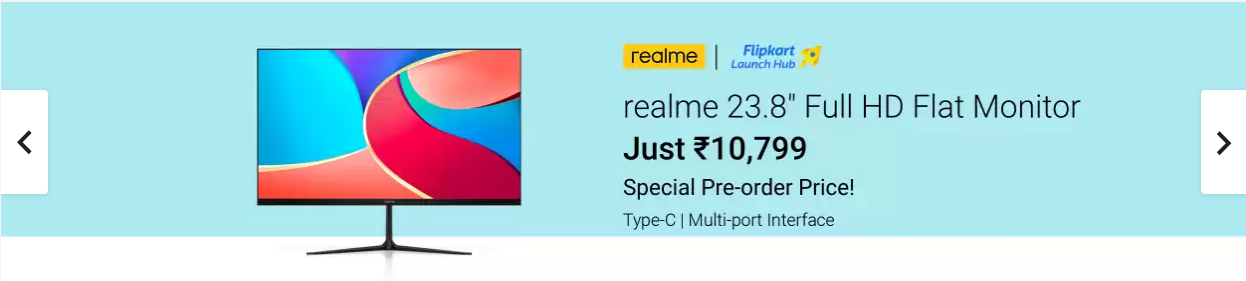 realme | Flipkart
Launch Hub
realme 23.8" Full HD Flat Monitor
Just ₹10,799
Special Pre-order Price!
Type-C | Multi-port Interface